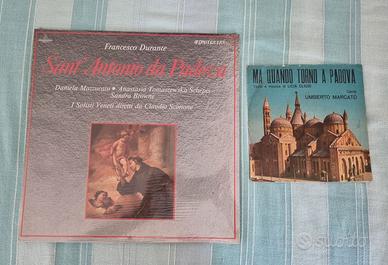 Francesco Durante
Sant' Antonio da Padova
Daniela Mazzucato • Anastasia Tomaszewska Schepis
Sandra Browne
I Solisti Veneti diretti da Claudio Scimone
MA QUANDO TORNO A PADOVA
UMBERTO MARCATO
subito